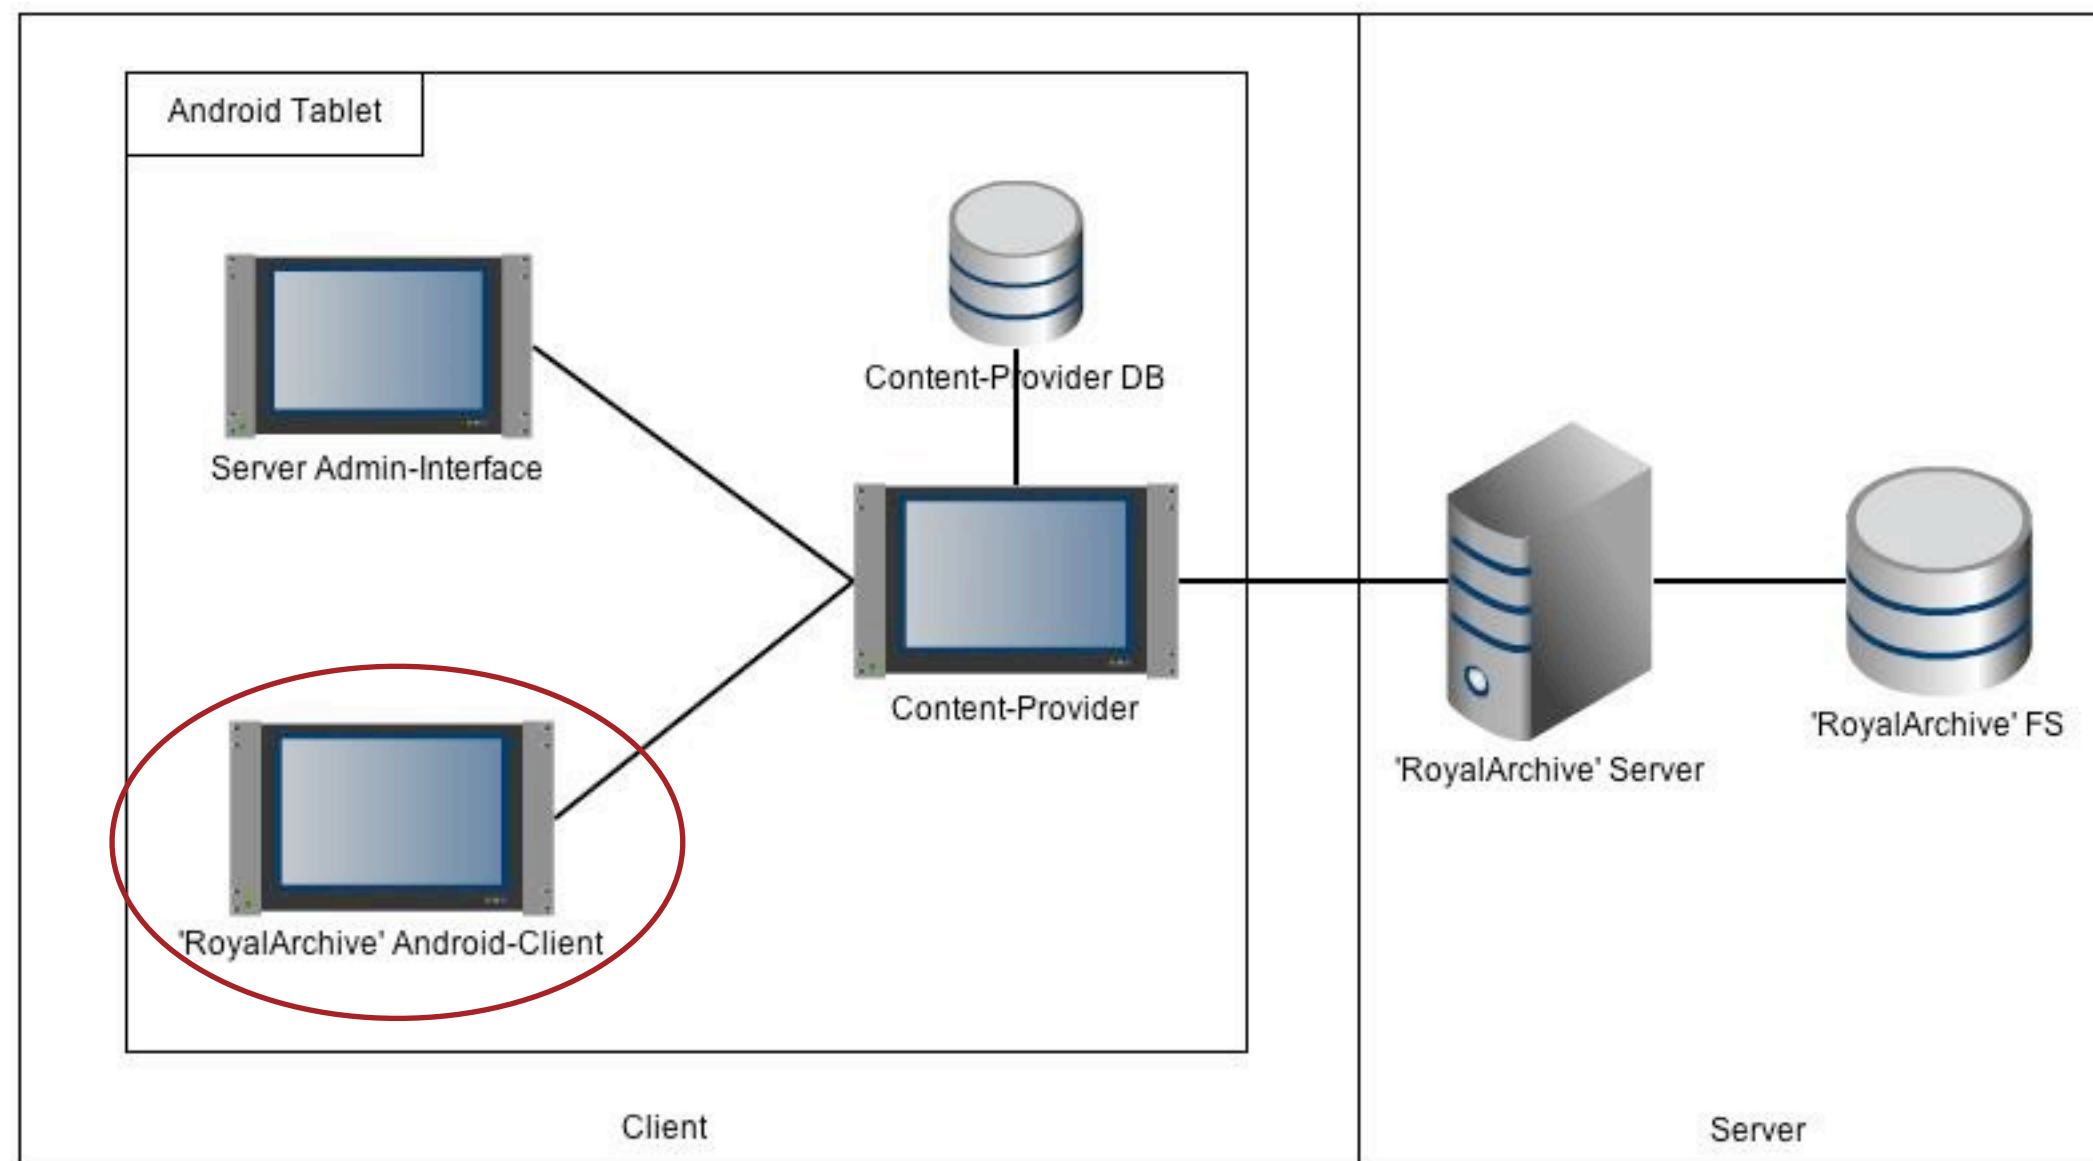 Android Tablet
Content-Provider DB
Server Admin-Interface
Content-Provider
'RoyalArchive' FS
'RoyalArchive' Server
'RoyalArchive' Android-Client
Client
Server